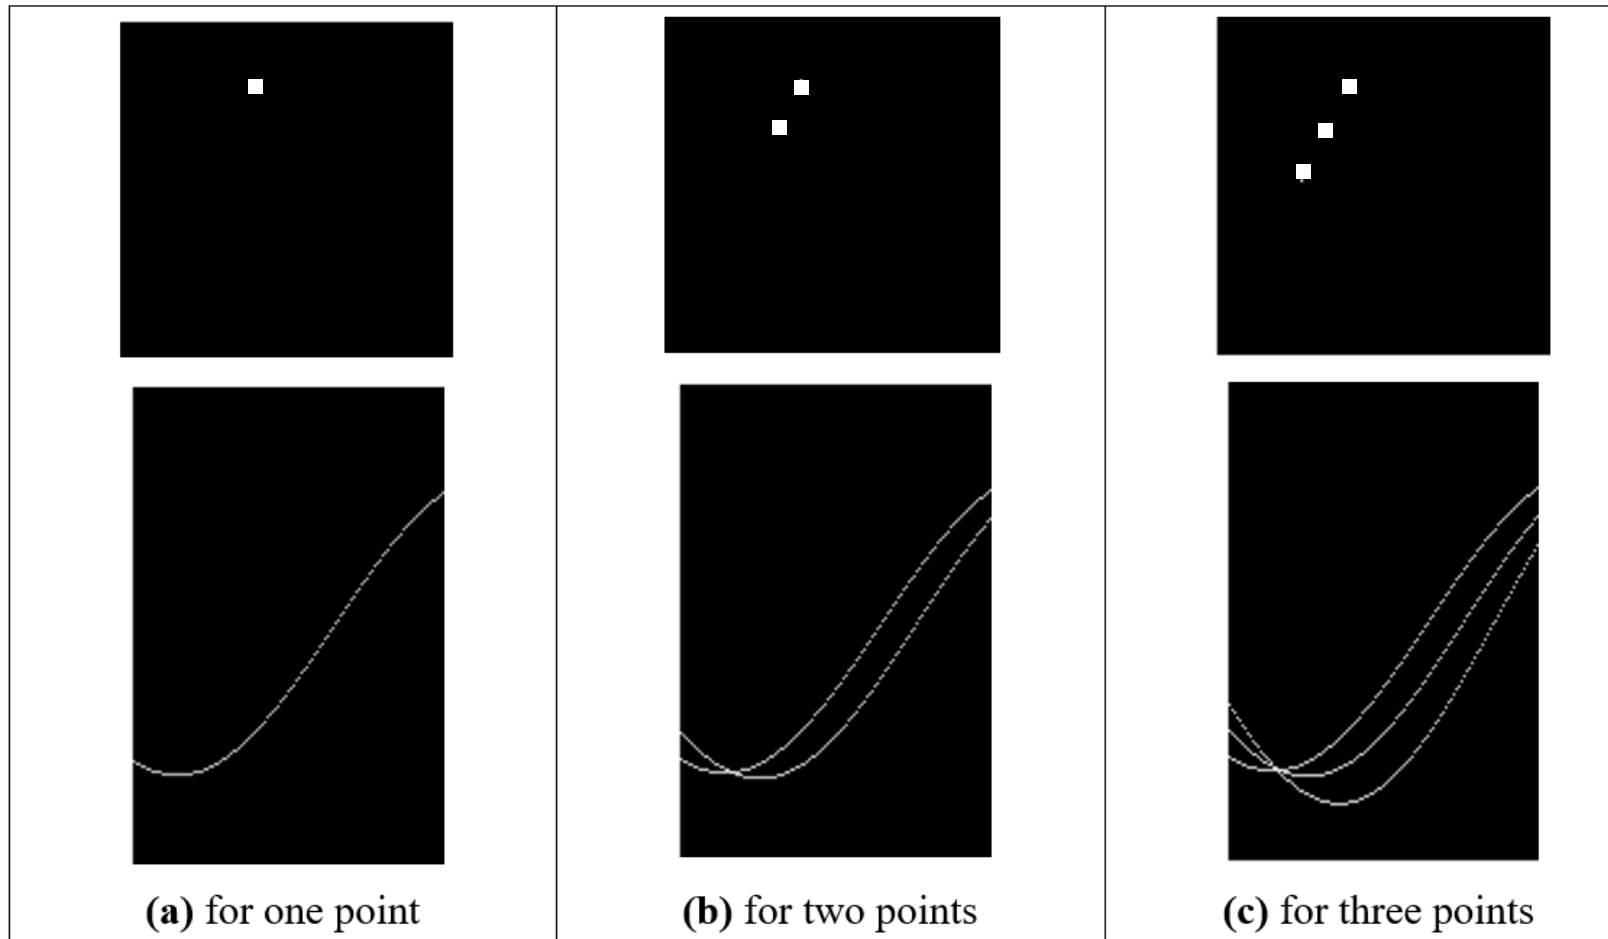 (a) for one point
(b) for two points
(c) for three points